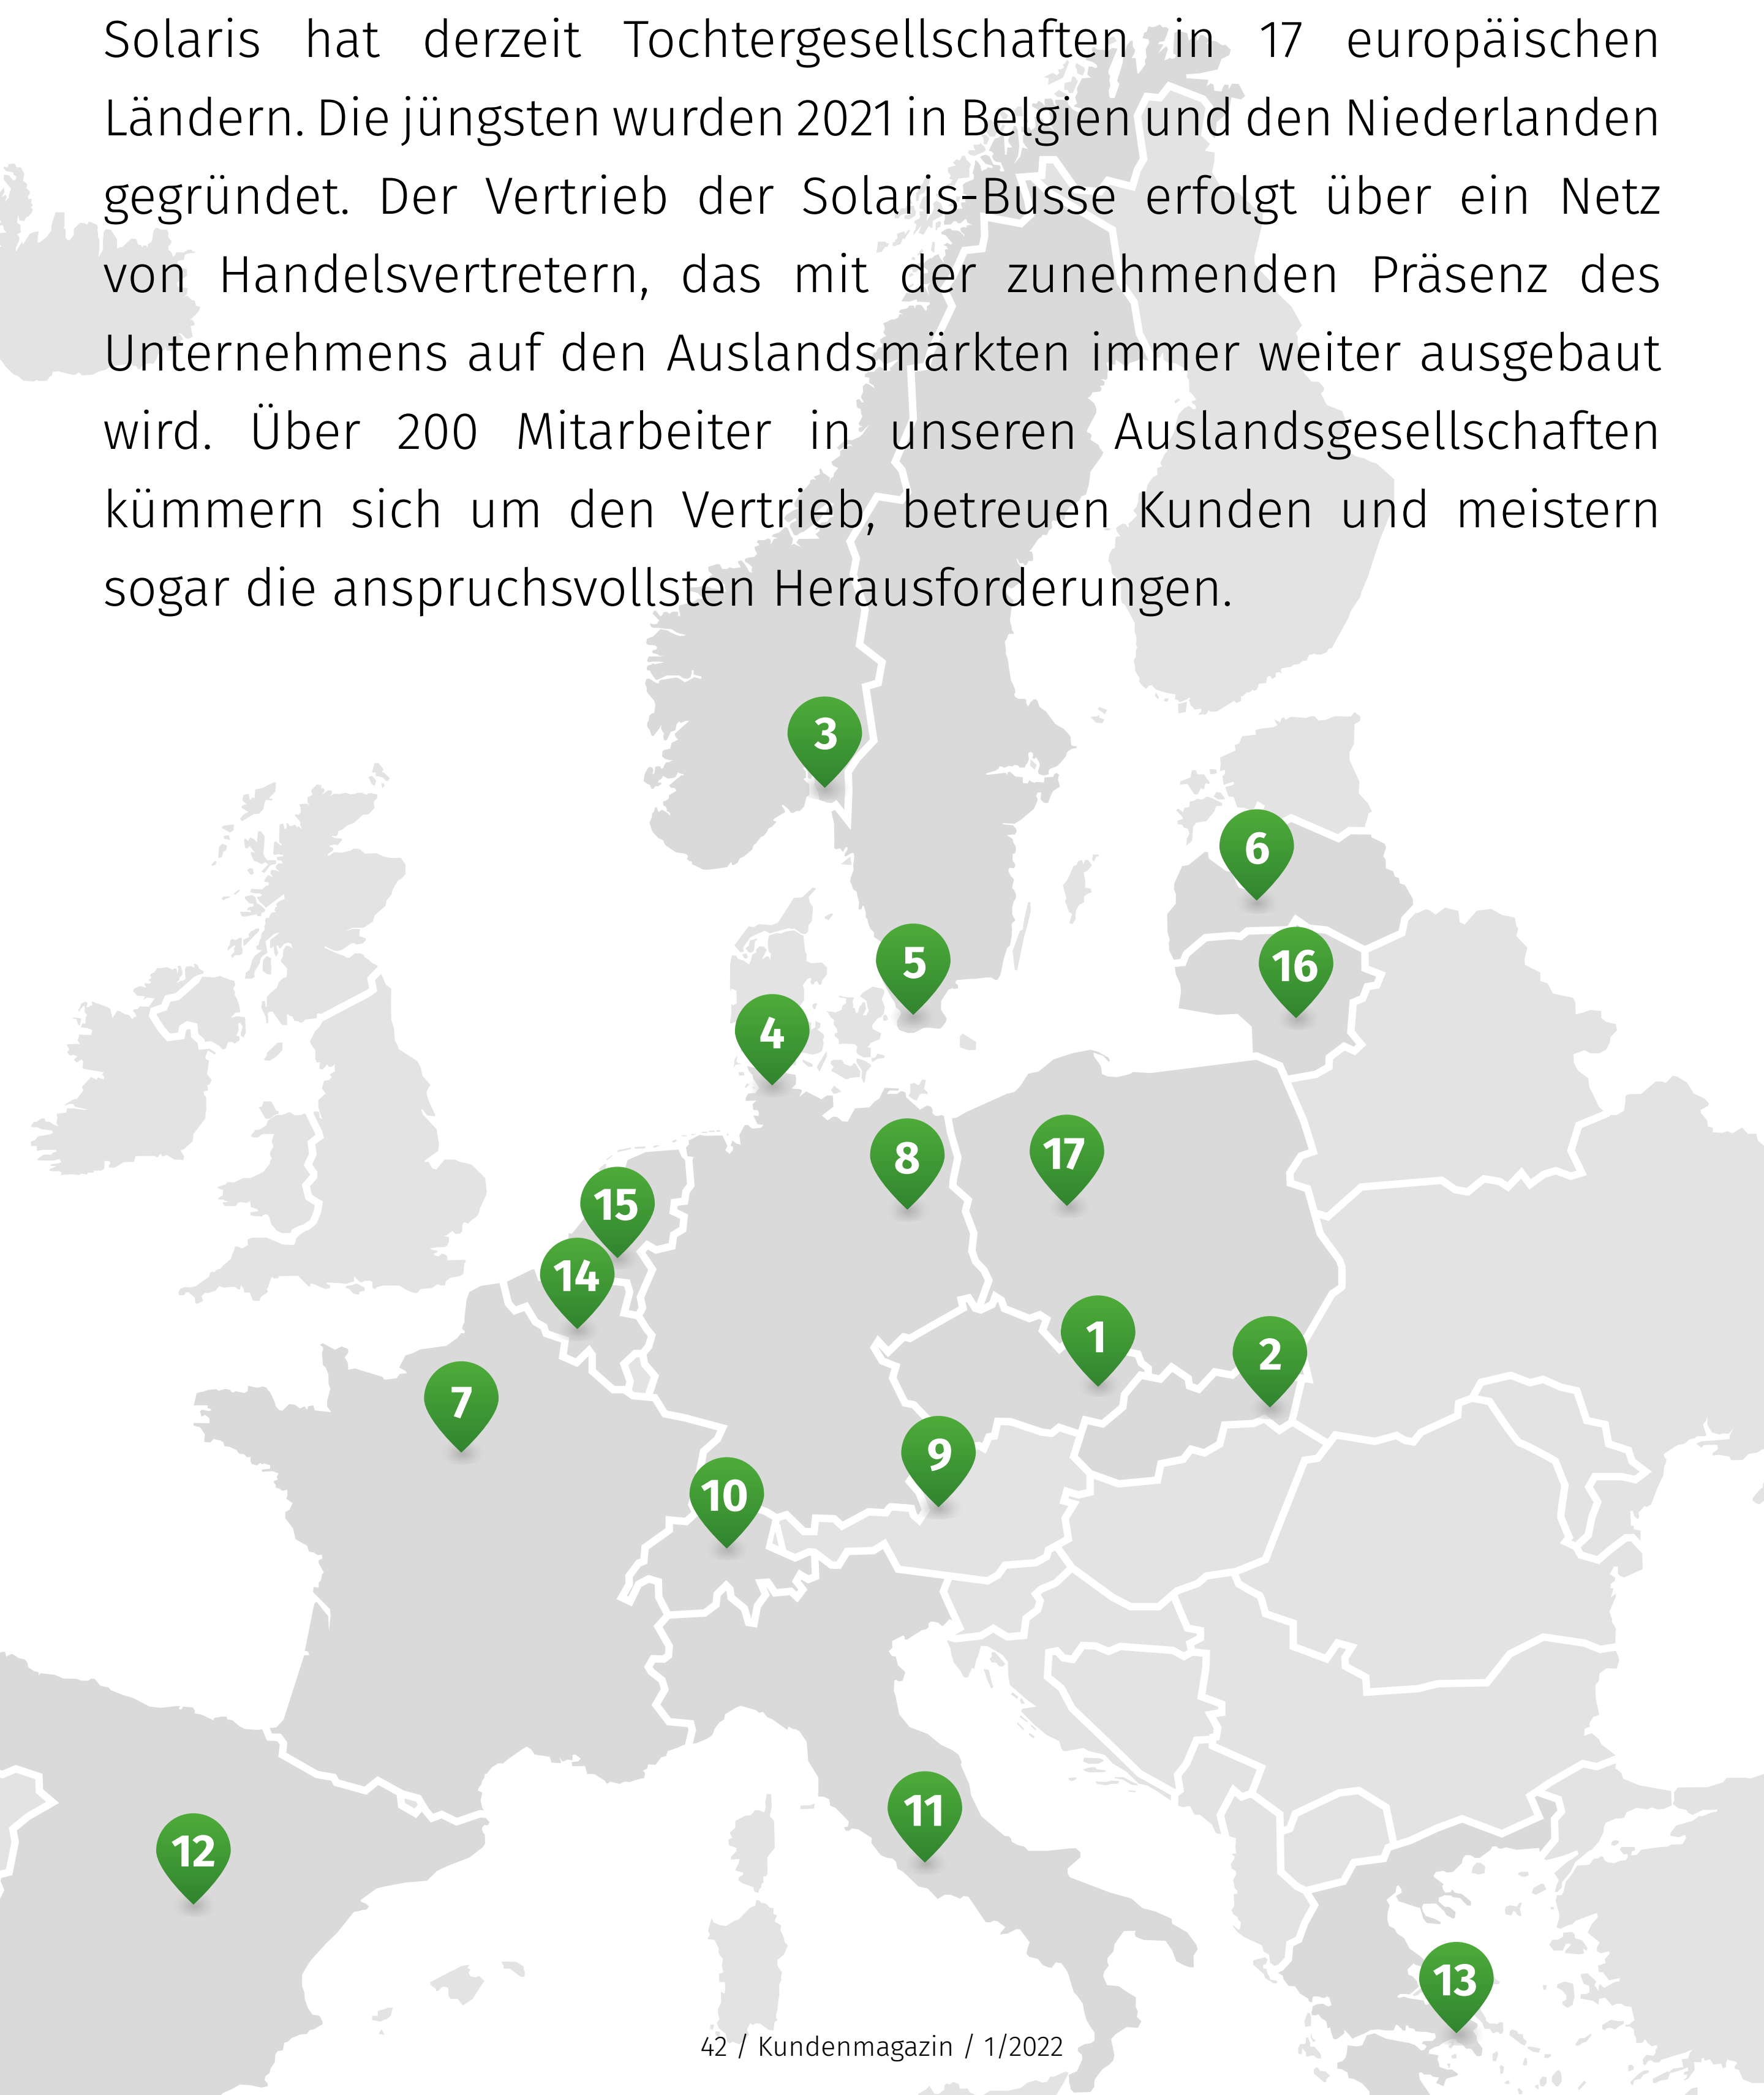 Solaris hat derzeit Tochtergesellschaften in 17 europäischen
Ländern. Die jüngsten wurden 2021 in Belgien und den Niederlanden
gegründet. Der Vertrieb der Solaris-Busse erfolgt über ein Netz
von Handelsvertretern, das mit der zunehmenden Präsenz des
Unternehmens auf den Auslandsmärkten immer weiter ausgebaut
wird. Über 200 Mitarbeiter in unseren Auslandsgesellschaften
kümmern sich um den Vertrieb, betreuen Kunden und meistern
sogar die anspruchsvollsten Herausforderungen.
3
6
5
16
4
8
17
15
14
1
2
7
9
10
11
12
13
42 / Kundenmagazin / 1/2022